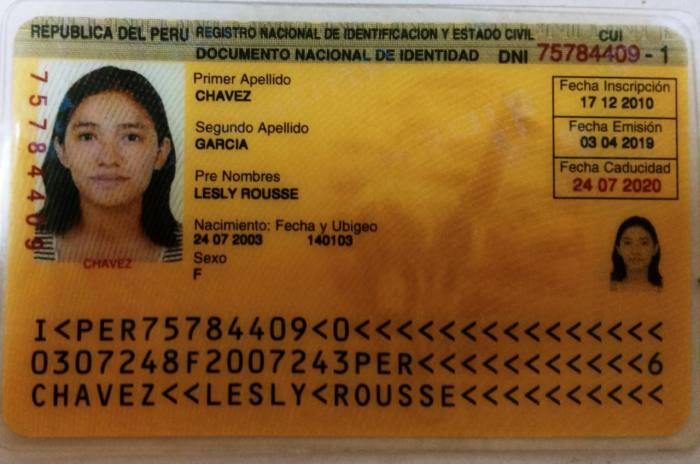 REPUBLICA DEL PERU REGISTRO NACIONAL DE IDENTIFICACION Y ESTADO CIVIL CUI
DOCUMENTO NACIONAL DE IDENTIDAD DNI 75784409 - 1
75784409
Primer Apellido
CHAVEZ
Segundo Apellido
GARCIA
Pre Nombres
LESLY ROUSSE
Nacimiento: Fecha y Ubigeo
24 07 2003 140103
Sexo
F
Fecha Inscripción
17 12 2010
Fecha Emisión
03 04 2019
Fecha Caducidad
24 07 2020
CHAVEZ
I<PER75784409<0<<<<<<<<<<<<<<<
0307248F2007243PER<<<<<<<<<<<6
CHAVEZ<<LESLY<ROUSSE<<<<<<<<<<